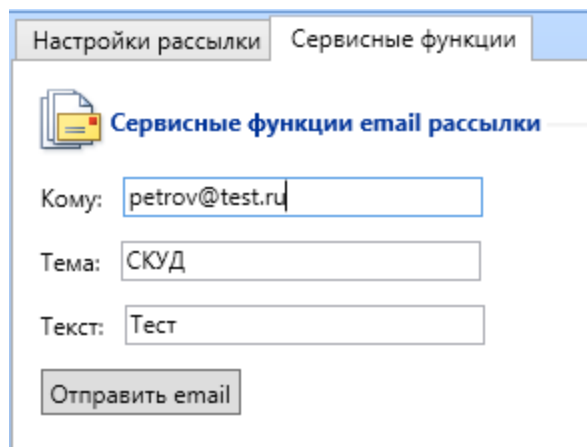 Настройки рассылки Сервисные функции
Сервисные функции email рассылки
Кому: petrov@test.ru
Тема: СКУД
Текст: Тест
Отправить email